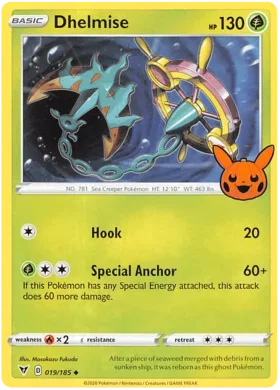 BASIC Dhelmise HP 130
NO. 781 Sea Creeper Pokémon HT: 12'10" WT: 463 lbs.
Hook 20
Special Anchor 60+
If this Pokémon has any Special Energy attached, this attack
does 60 more damage.
weakness ×2 resistance retreat
Illus. Masakazu Fukuda
019/185
After a piece of seaweed merged with debris from a
sunken ship, it was reborn as this ghost Pokémon.
©2020 Pokémon / Nintendo / Creatures / GAME FREAK